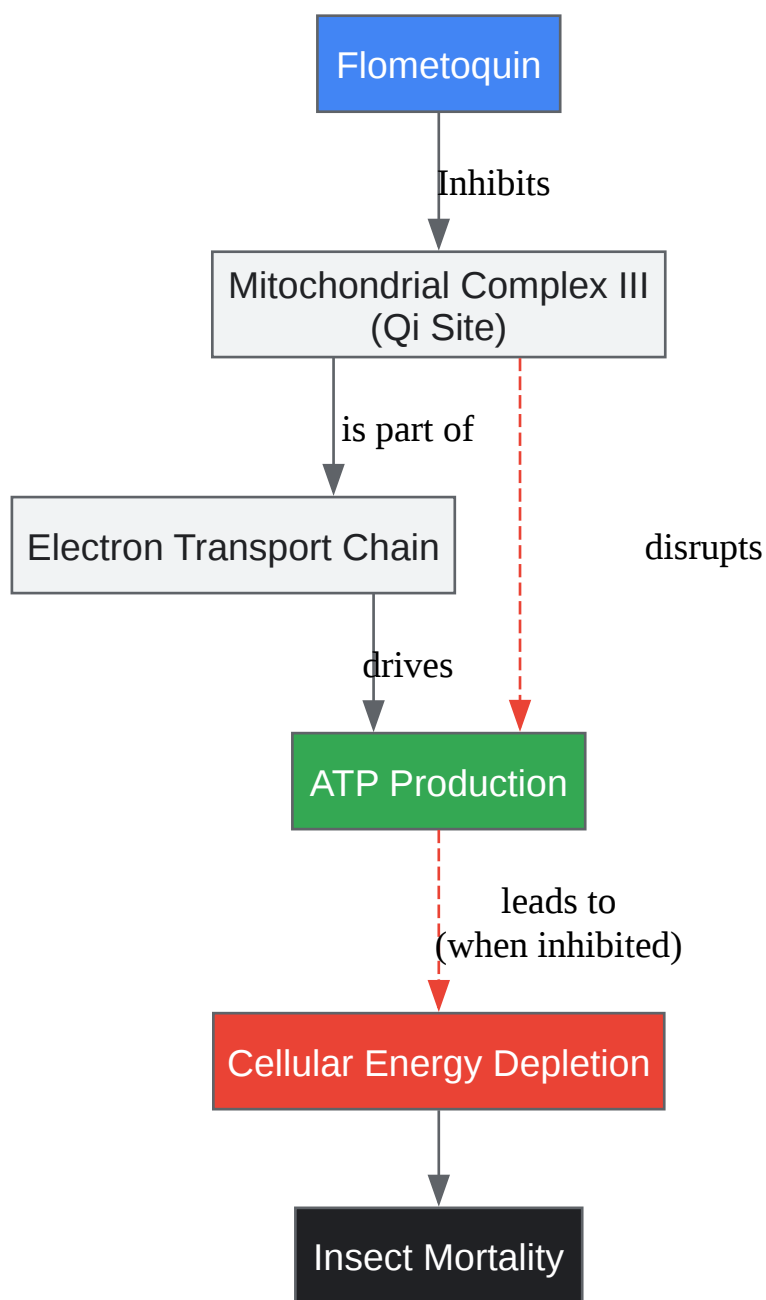 Flometoquin
Inhibits
Mitochondrial Complex III
(Qi Site)
is part of
Electron Transport Chain
disrupts
drives
ATP Production
leads to
(when inhibited)
Cellular Energy Depletion
Insect Mortality